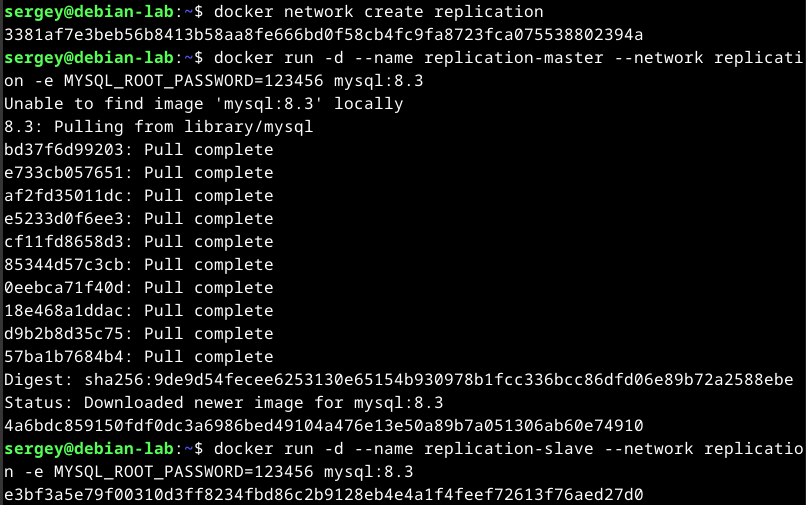 sergey@debian-lab:~$ docker network create replication
3381af7e3beb56b8413b58aa8fe666bd0f58cb4fc9fa8723fca075538802394a
sergey@debian-lab:~$ docker run -d --name replication-master --network replicati
on -e MYSQL_ROOT_PASSWORD=123456 mysql:8.3
Unable to find image 'mysql:8.3' locally
8.3: Pulling from library/mysql
bd37f6d99203: Pull complete
e733cb057651: Pull complete
af2fd35011dc: Pull complete
e5233d0f6ee3: Pull complete
cf11fd8658d3: Pull complete
85344d57c3cb: Pull complete
0eebca71f40d: Pull complete
18e468a1ddac: Pull complete
d9b2b8d35c75: Pull complete
57ba1b7684b4: Pull complete
Digest: sha256:9de9d54fecee6253130e65154b930978b1fcc336bcc86dfd06e89b72a2588ebe
Status: Downloaded newer image for mysql:8.3
4a6bdc859150fdf0dc3a6986bed49104a476e13e50a89b7a051306ab60e74910
sergey@debian-lab:~$ docker run -d --name replication-slave --network replicatio
n -e MYSQL_ROOT_PASSWORD=123456 mysql:8.3
e3bf3a5e79f00310d3ff8234fbd86c2b9128eb4e4a1f4feef72613f76aed27d0